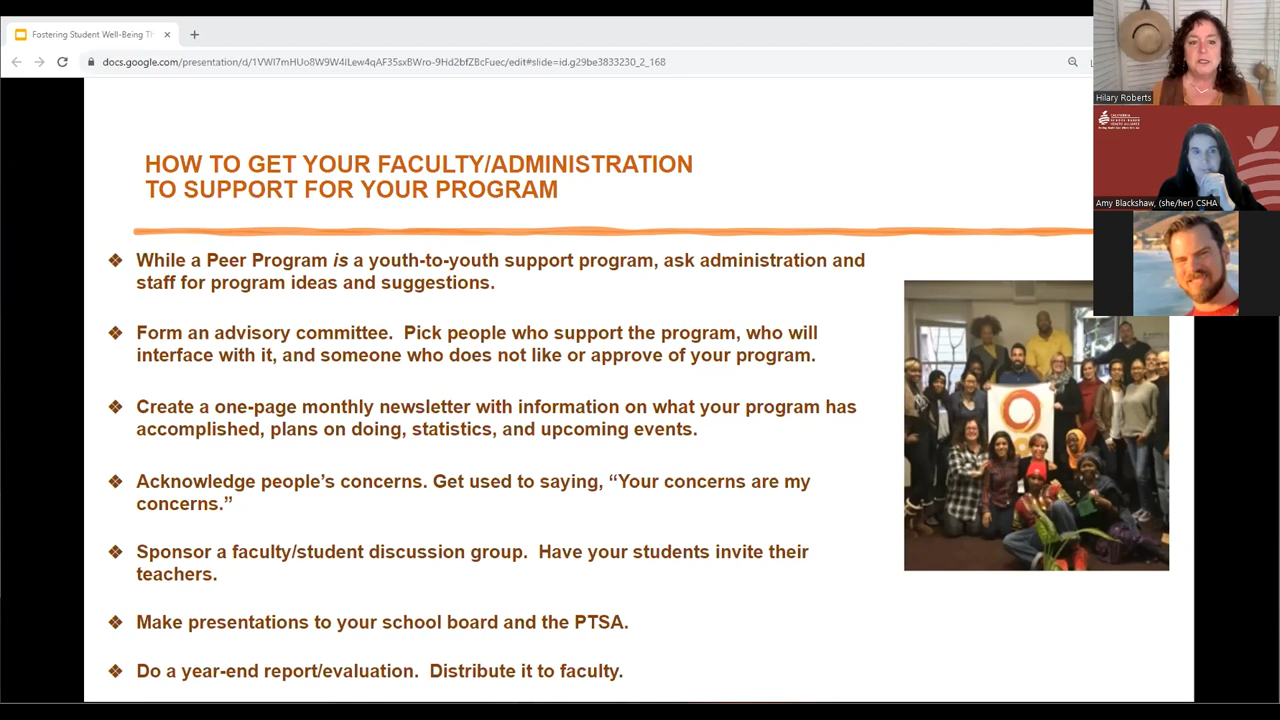 Fostering Student Well-Being Th
docs.google.com/presentation/d/1VWI7mHUo8W9W4iLew4qAF35sxBWro-9Hd2bfZBcFuec/edit#slide=id.g29be3833230_2_168
Hilary Roberts
CALIFORNIA
SCHOOL-BASED
HEALTH ALLIANCE
Amy Blackshaw, (she/her) CSHA
HOW TO GET YOUR FACULTY/ADMINISTRATION
TO SUPPORT FOR YOUR PROGRAM
❖ While a Peer Program is a youth-to-youth support program, ask administration and
staff for program ideas and suggestions.
❖ Form an advisory committee.  Pick people who support the program, who will
interface with it, and someone who does not like or approve of your program.
❖ Create a one-page monthly newsletter with information on what your program has
accomplished, plans on doing, statistics, and upcoming events.
❖ Acknowledge people’s concerns. Get used to saying, “Your concerns are my
concerns.”
❖ Sponsor a faculty/student discussion group.  Have your students invite their
teachers.
❖ Make presentations to your school board and the PTSA.
❖ Do a year-end report/evaluation.  Distribute it to faculty.